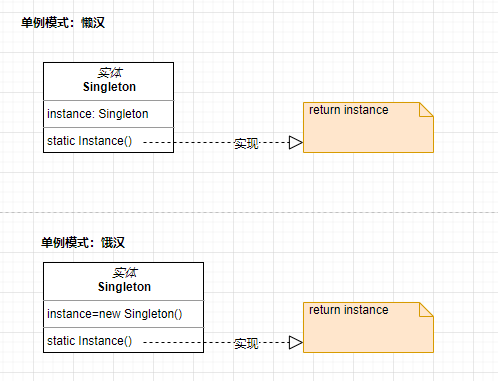 单例模式：懒汉
实体
Singleton
instance: Singleton
static Instance()
实现
return instance
单例模式：饿汉
实体
Singleton
instance=new Singleton()
static Instance()
实现
return instance